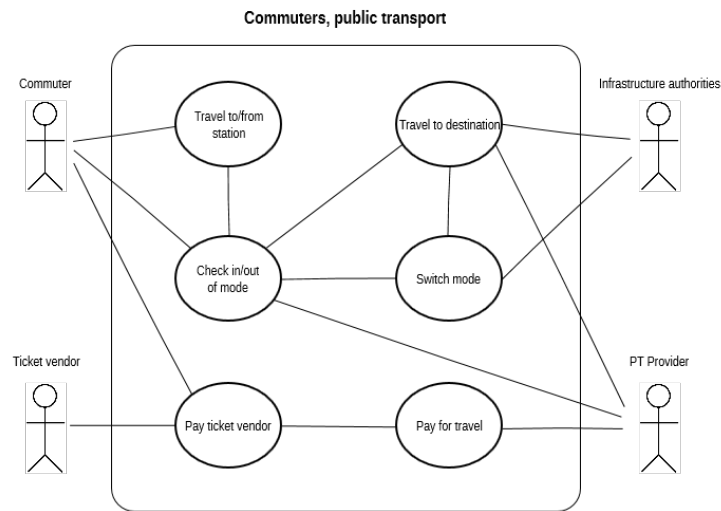 Commuters, public transport
Commuter
Infrastructure authorities
Travel to/from
station
Travel to destination
Check in/out
of mode
Switch mode
Ticket vendor
PT Provider
Pay ticket vendor
Pay for travel